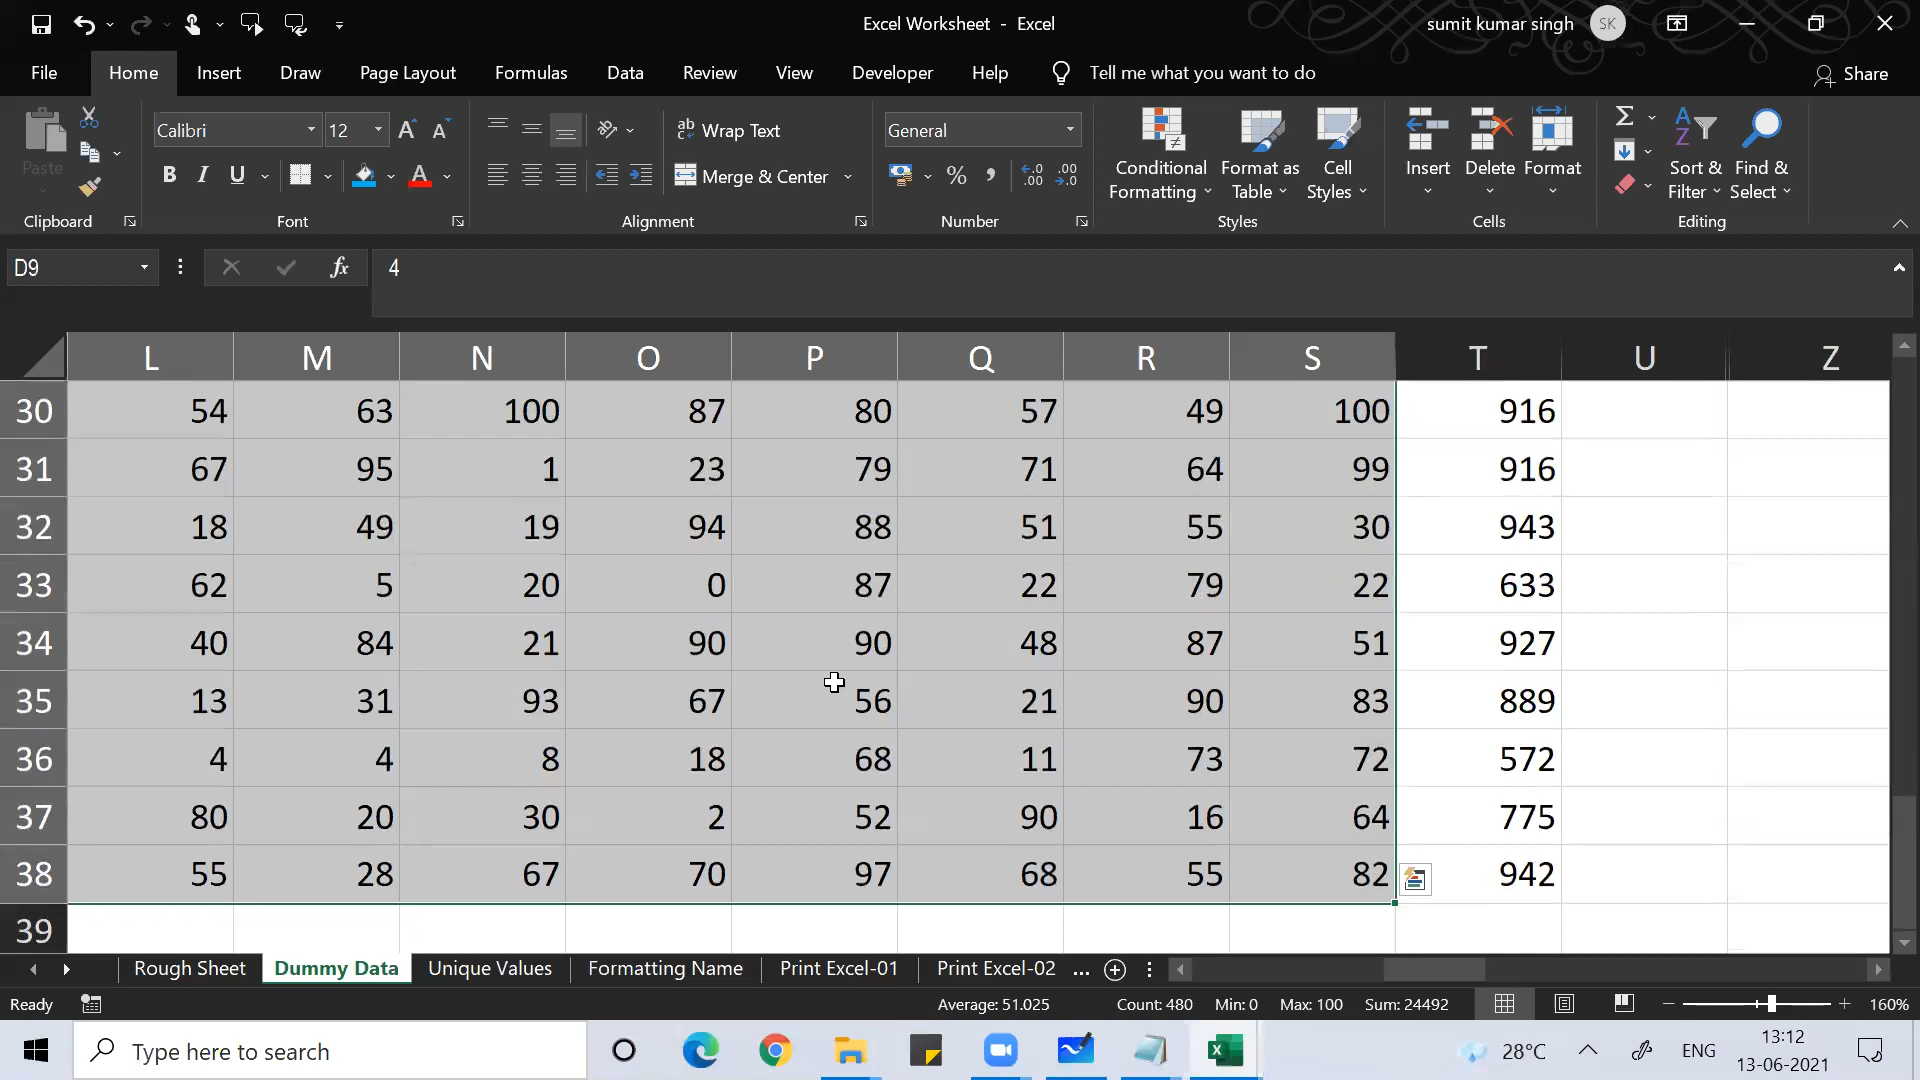 Excel Worksheet - Excel
sumit kumar singh SK
File Home Insert Draw Page Layout Formulas Data Review View Developer Help Tell me what you want to do Share
Paste
Calibri 12
ab Wrap Text
General
B I U A Merge & Center % , .00
Conditional Formatting
Format as Table
Cell Styles
Insert Delete Format
Sort & Filter
Find & Select
Clipboard Font Alignment Number Styles Cells Editing
D9 fx 4
L M N O P Q R S T U Z
30 54 63 100 87 80 57 49 100 916
31 67 95 1 23 79 71 64 99 916
32 18 49 19 94 88 51 55 30 943
33 62 5 20 0 87 22 79 22 633
34 40 84 21 90 90 48 87 51 927
35 13 31 93 67 56 21 90 83 889
36 4 4 8 18 68 11 73 72 572
37 80 20 30 2 52 90 16 64 775
38 55 28 67 70 97 68 55 82 942
39
Rough Sheet Dummy Data Unique Values Formatting Name Print Excel-01 Print Excel-02 ...
Ready Average: 51.025 Count: 480 Min: 0 Max: 100 Sum: 24492 160%
Type here to search 28°C ENG 13:12
13-06-2021